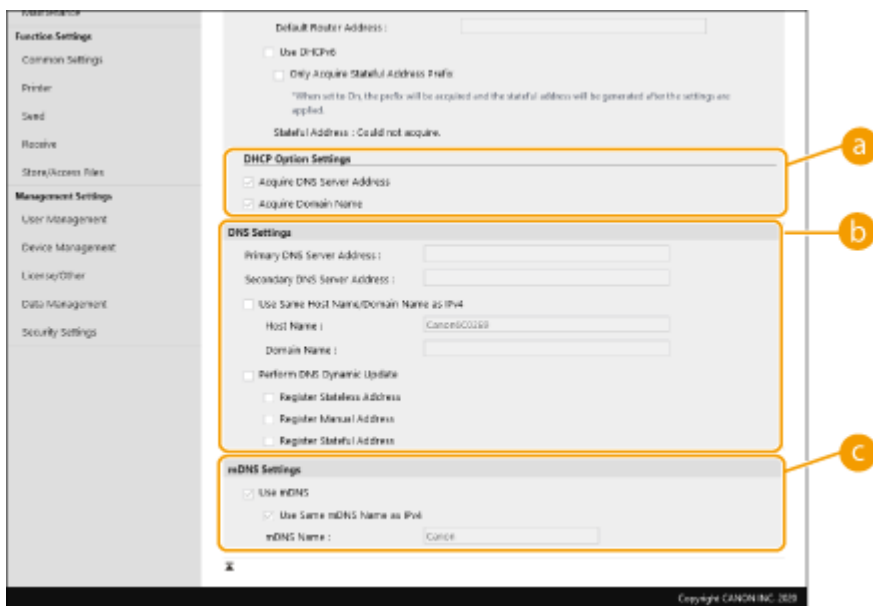 Maintenance
Function Settings
Common Settings
Printer
Send
Receive
Store/Access Files
Management Settings
User Management
Device Management
License/Other
Data Management
Security Settings
Default Router Address :
Use DHCPv6
Only Acquire Stateful Address Prefix
*When set to On, the prefix will be acquired and the stateful address will be generated after the settings are
applied.
Stateful Address : Could not acquire.
DHCP Option Settings
Acquire DNS Server Address
Acquire Domain Name
a
DNS Settings
b
Primary DNS Server Address :
Secondary DNS Server Address :
Use Same Host Name/Domain Name as IPv4
Host Name :
Domain Name :
Perform DNS Dynamic Update
Register Stateless Address
Register Manual Address
Register Stateful Address
mDNS Settings
c
Use mDNS
Use Same mDNS Name as IPv4
mDNS Name : Canon
Copyright CANON INC. 2020